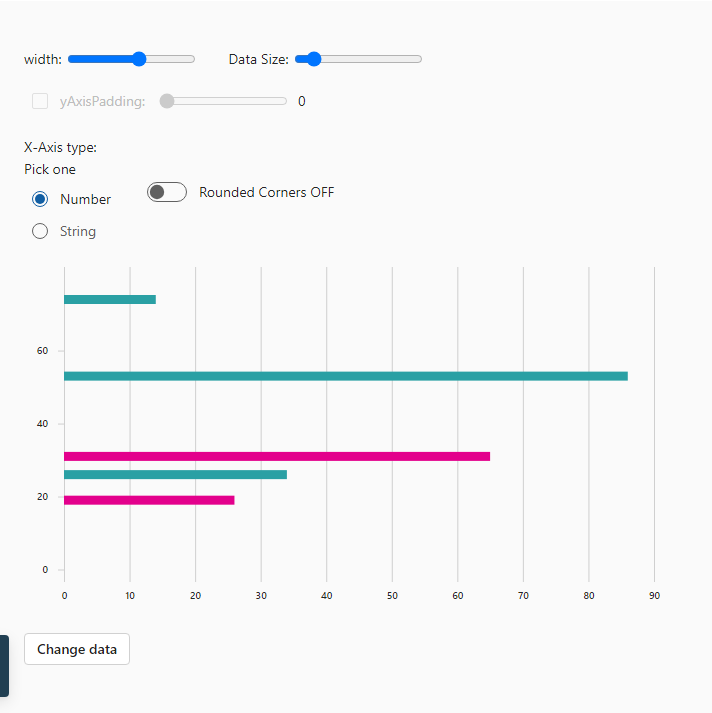 width: Data Size:
yAxisPadding: 0
X-Axis type:
Pick one
Number Rounded Corners OFF
String
60
40
20
0
0 10 20 30 40 50 60 70 80 90
Change data